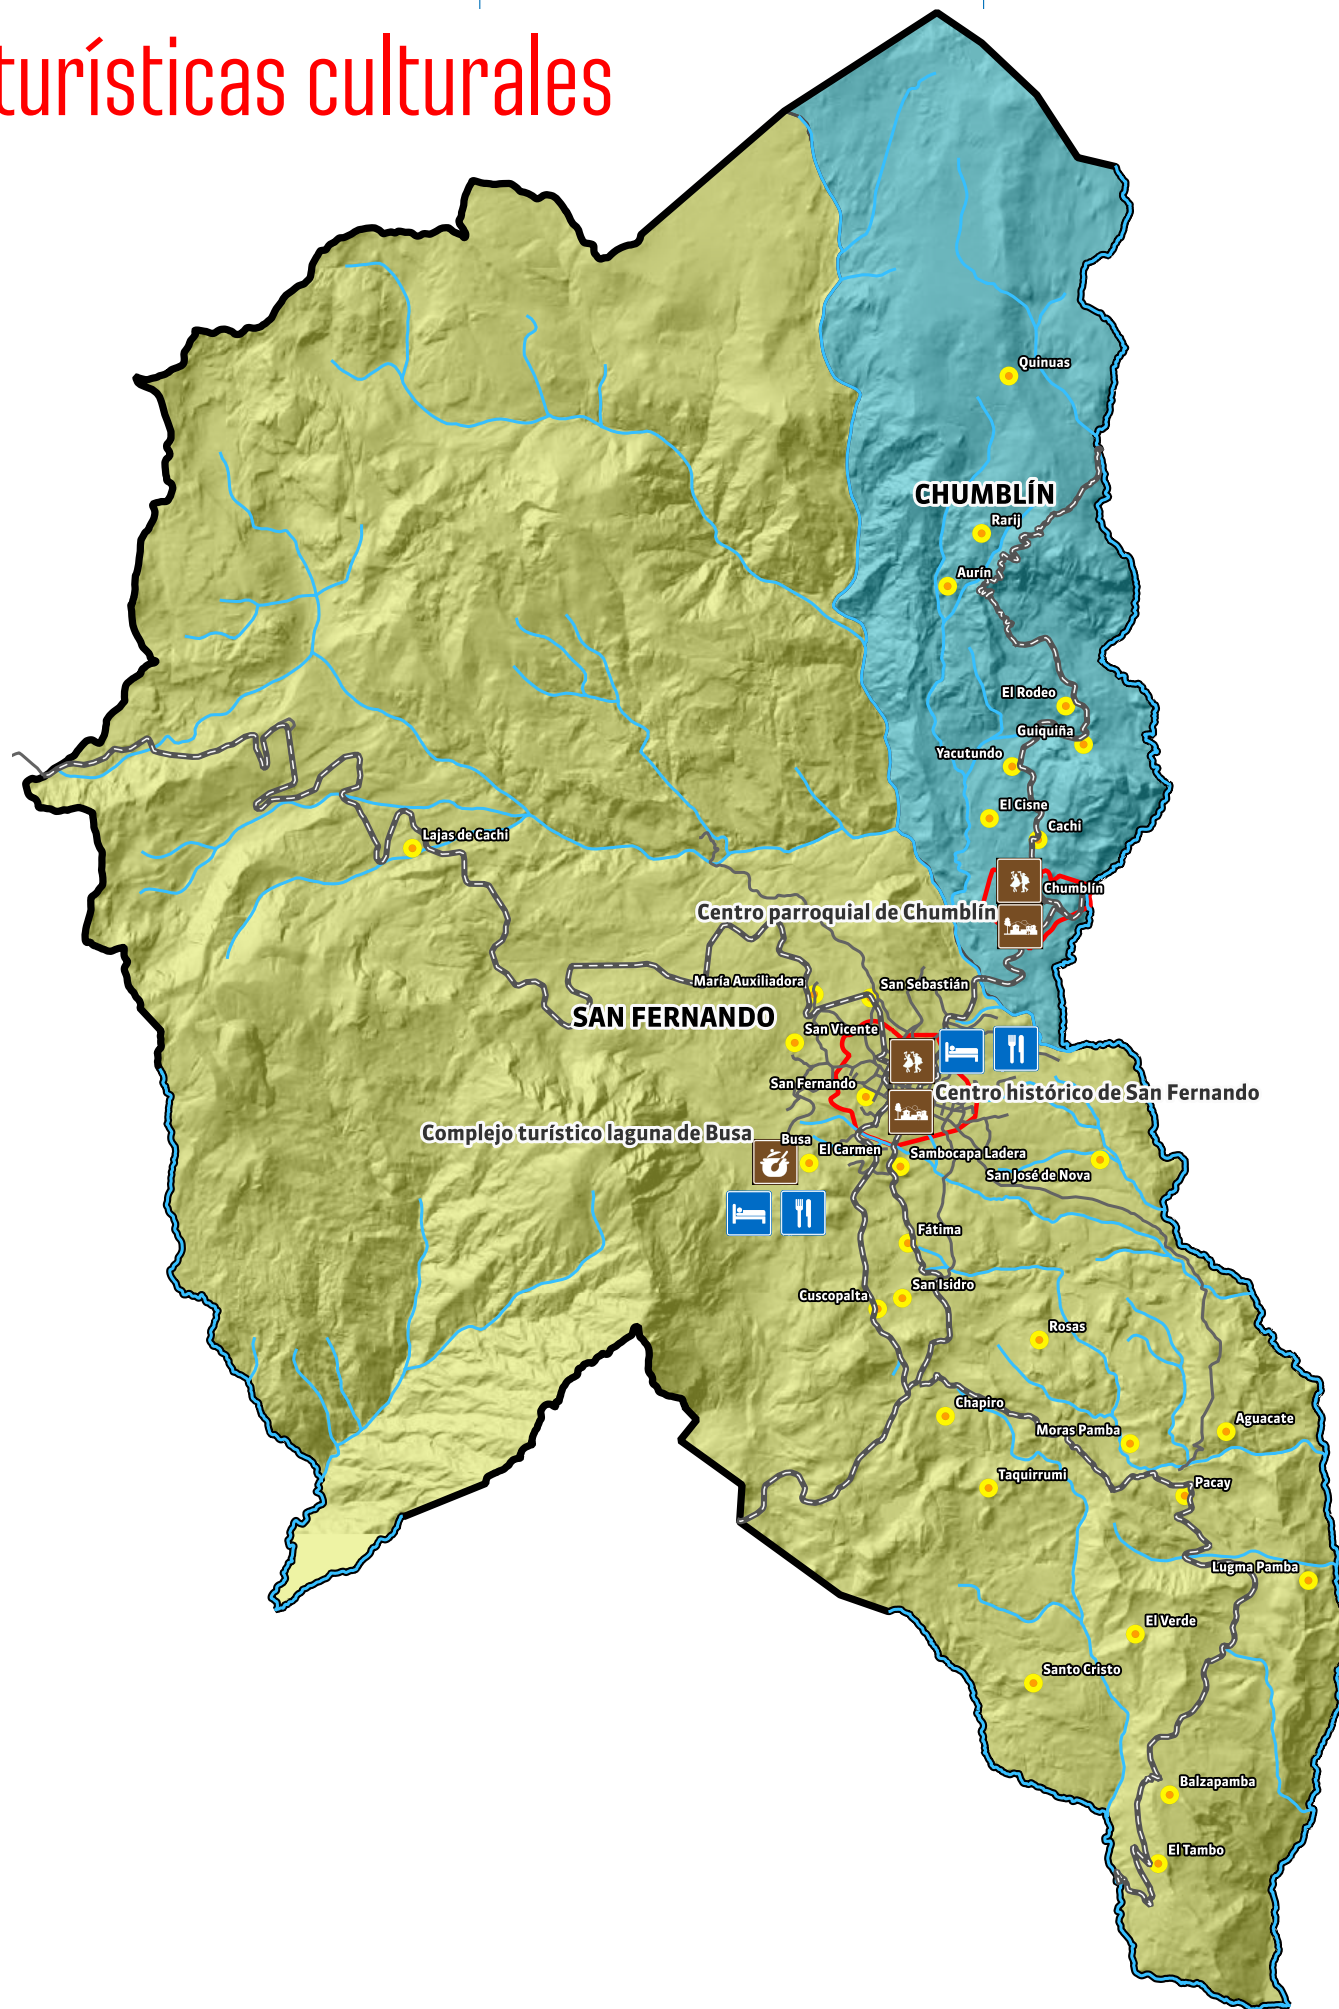 turísticas culturales
Quinuas
CHUMBLÍN
Rarij
Aurín
El Rodeo
Guiquiña
Yacutundo
El Cisne
Cachi
Lajas de Cachi
Chumblín
Centro parroquial de Chumblín
María Auxiliadora
San Sebastián
SAN FERNANDO
San Vicente
San Fernando
Centro histórico de San Fernando
Complejo turístico laguna de Busa
Busa
El Carmen
Sambocapa Ladera
San José de Nova
Fátima
San Isidro
Cuscopalta
Rosas
Chapiro
Aguacate
Moras Pamba
Taquirrumi
Pacay
Lugma Pamba
El Verde
Santo Cristo
Balzapamba
El Tambo